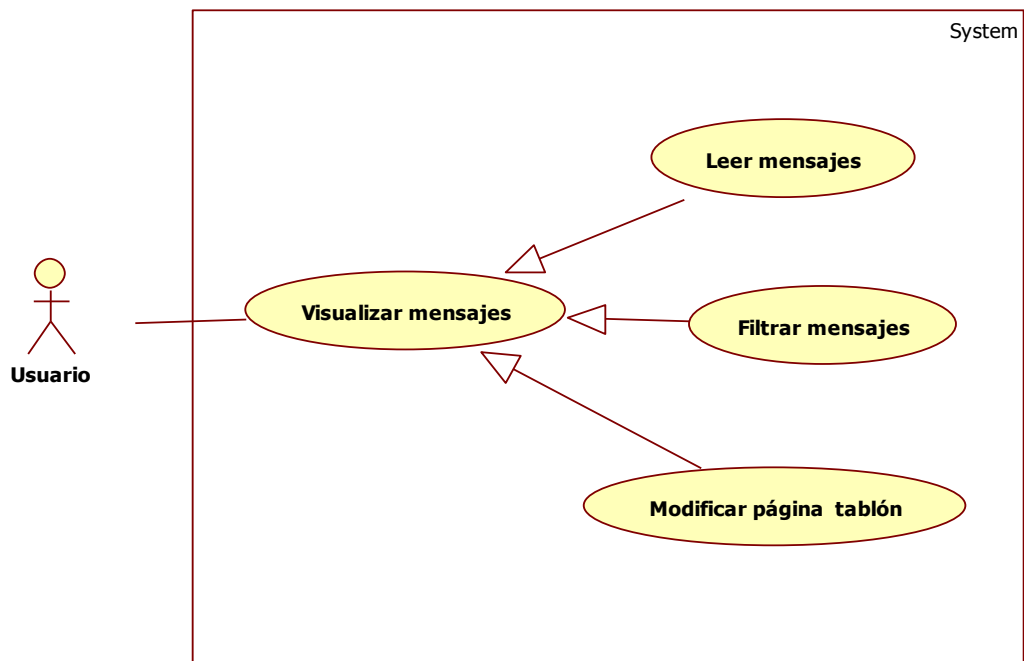 System
Leer mensajes
Visualizar mensajes
Filtrar mensajes
Usuario
Modificar página tablón